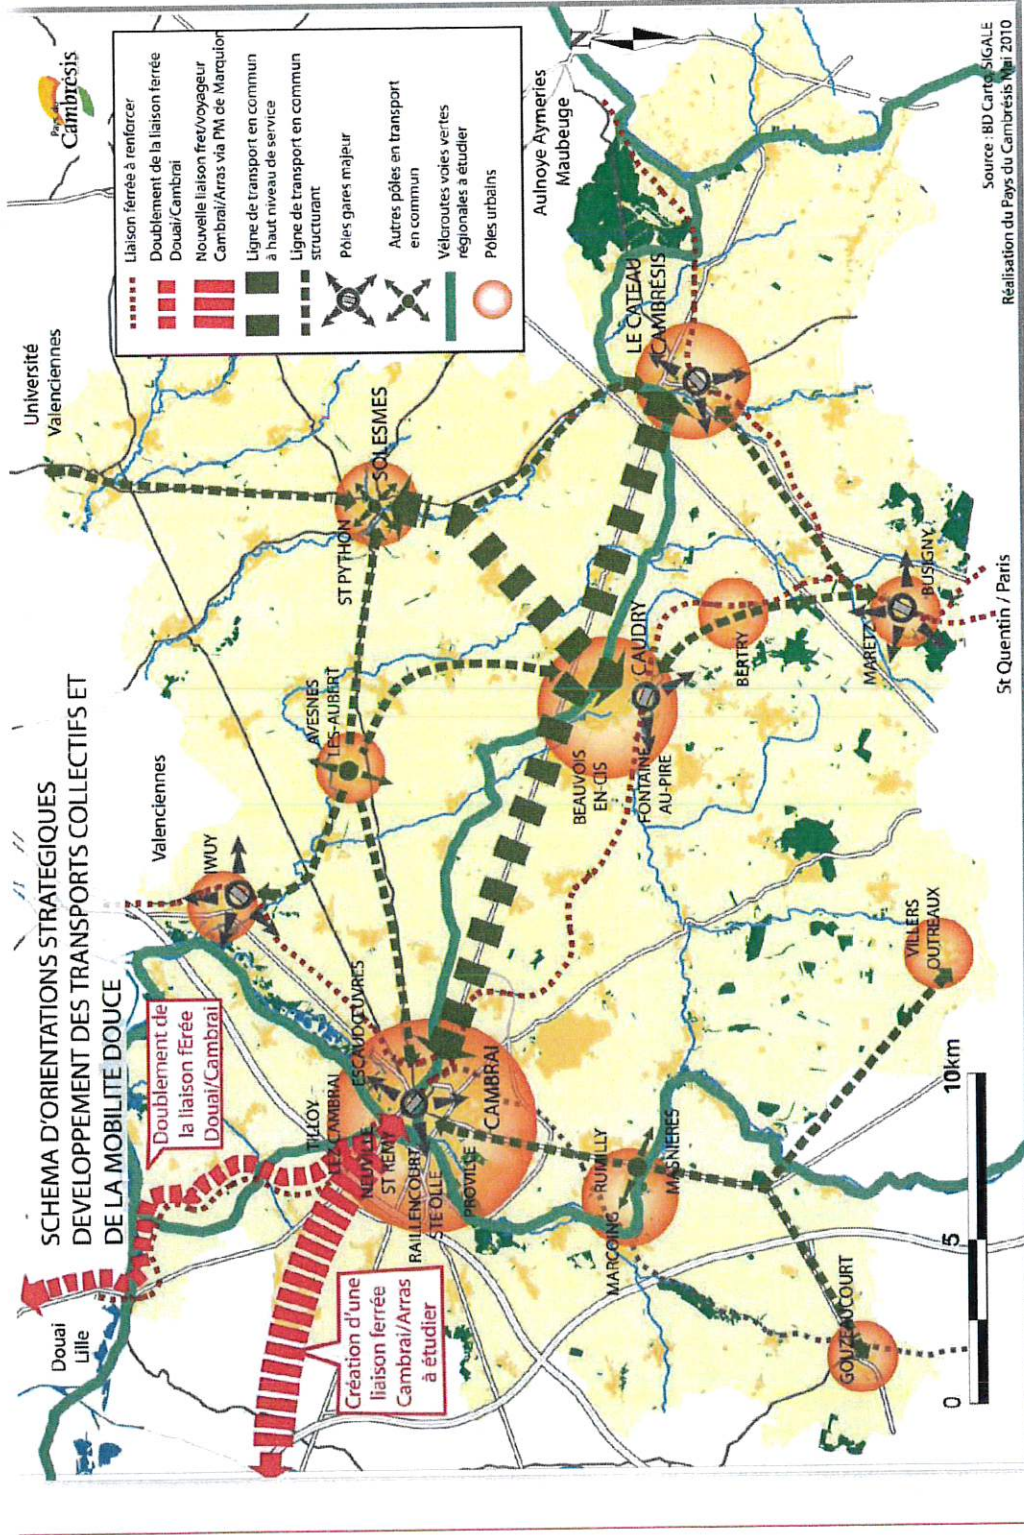 SCHEMA D'ORIENTATIONS STRATEGIQUES
DEVELOPPEMENT DES TRANSPORTS COLLECTIFS ET
DE LA MOBILITE DOUCE
Pays du
Cambrésis
Liaison ferrée à renforcer
Doublement de la liaison ferrée
Douai/Cambrai
Nouvelle liaison fret/voyageur
Cambrai/Arras via PM de Marquion
Ligne de transport en commun
à haut niveau de service
Ligne de transport en commun
structurant
Pôles gares majeur
Autres pôles en transport
en commun
Véloroutes voies vertes
régionales à étudier
Pôles urbains
Université
Valenciennes
Valenciennes
Douai
Lille
Doublement de
la liaison férée
Douai/Cambrai
Création d'une
liaison ferrée
Cambrai/Arras
à étudier
IWUY
AVESNES
LES-AUBERT
ST PYTHON
SOLESMES
Aulnoye Aymeries
Maubeuge
N
LE CATEAU
CAMBRÉSIS
TILLOY
LEZ CAMBRAI
ESCAUDŒUVRES
NEUVILLE
ST REMY
RAILLENCOURT
STE OLLE
PROVILLE
CAMBRAI
BEAUVOIS
EN-CIS
FONTAINE
AU-PIRE
CAUDRY
BERTRY
MARETZ
BUSIGNY
St Quentin / Paris
MARCOING
RUMILLY
MASNIERES
VILLERS
OUTREAUX
GOUZEAUCOURT
0
5
10km
Source : BD Carto, SIGALE
Réalisation du Pays du Cambrésis Mai 2010